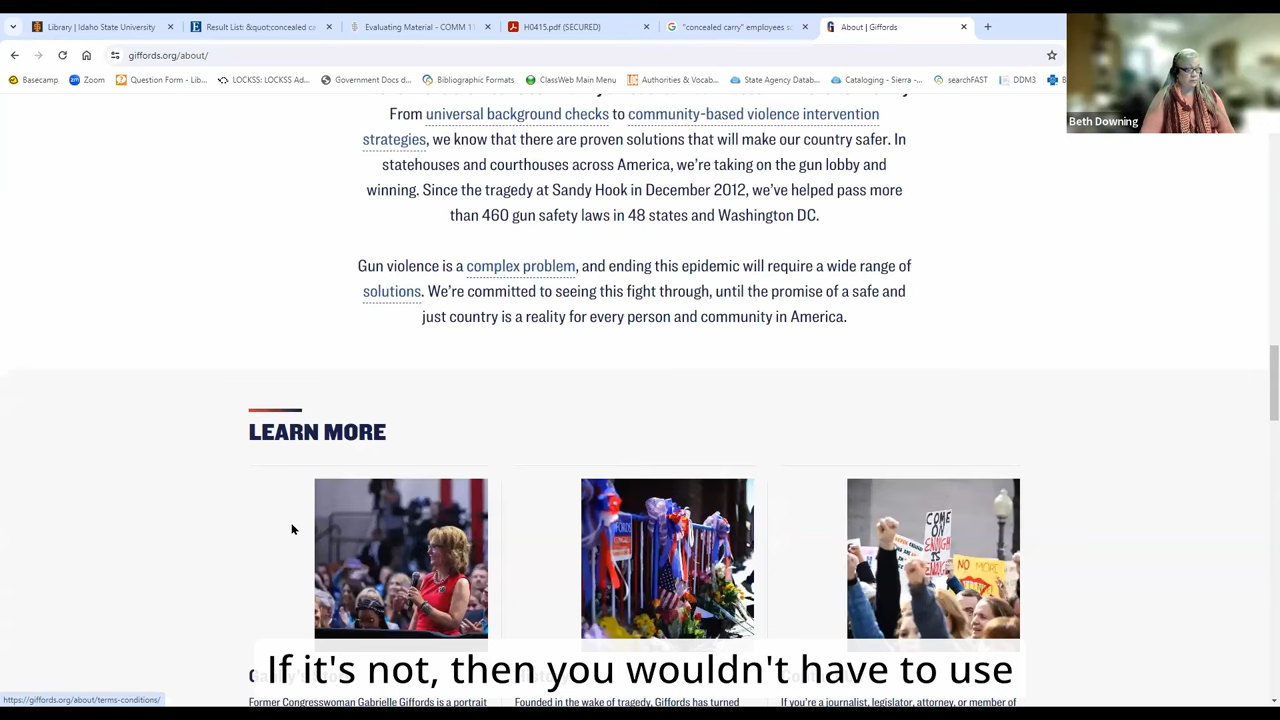 Library | Idaho State University
Result List: &quot;concealed ca
Evaluating Material - COMM 1
H0415.pdf (SECURED)
"concealed carry" employees sc
About | Giffords
giffords.org/about/
Basecamp
Zoom
Question Form - Lib...
LOCKSS: LOCKSS Ad...
Government Docs d...
Bibliographic Formats
ClassWeb Main Menu
Authorities & Vocab...
State Agency Datab...
Cataloging - Sierra -...
searchFAST
DDM3
Beth Downing
From universal background checks to community-based violence intervention
strategies, we know that there are proven solutions that will make our country safer. In
statehouses and courthouses across America, we're taking on the gun lobby and
winning. Since the tragedy at Sandy Hook in December 2012, we've helped pass more
than 460 gun safety laws in 48 states and Washington DC.
Gun violence is a complex problem, and ending this epidemic will require a wide range of
solutions. We're committed to seeing this fight through, until the promise of a safe and
just country is a reality for every person and community in America.
LEARN MORE
COME
ON
ENOUGH
IS
ENOUGH
NO MORE
If it's not, then you wouldn't have to use
https://giffords.org/about/terms-conditions/
Former Congresswoman Gabrielle Giffords is a portrait
Founded in the wake of tragedy, Giffords has turned
If you're a journalist, legislator, attorney, or member of